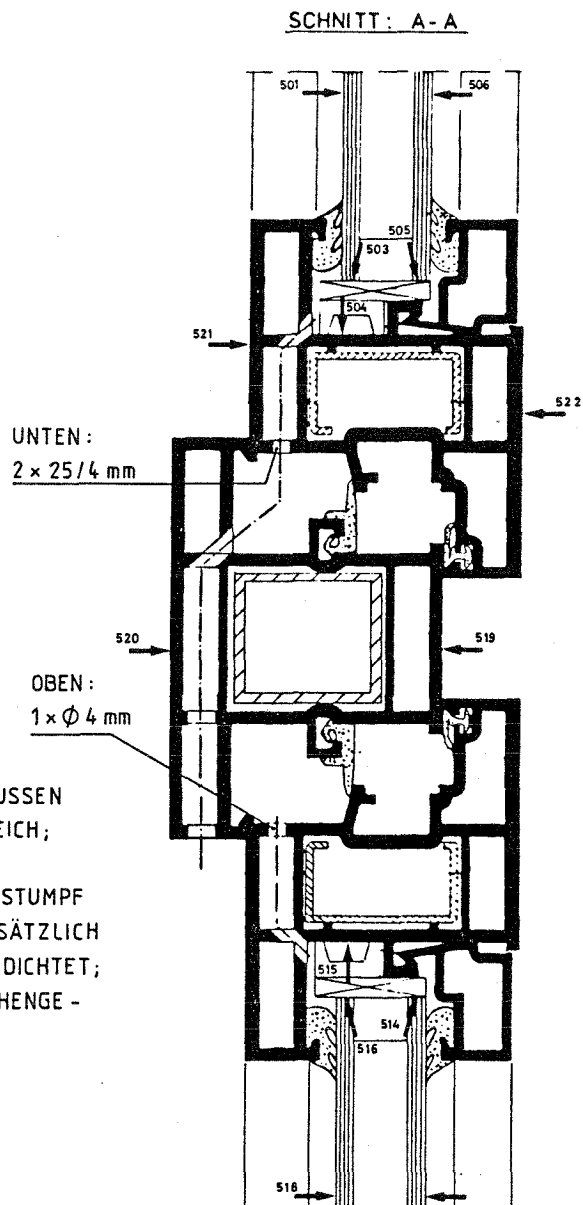 SCHNITT: A-A
501
506
505
503
504
521
522
UNTEN:
2 x 25/4 mm
520
519
OBEN:
1 x Ø 4 mm
USSEN
EICH;
STUMPF
SÄTZLICH
DICHTET;
HENGE -
515
514
516
518